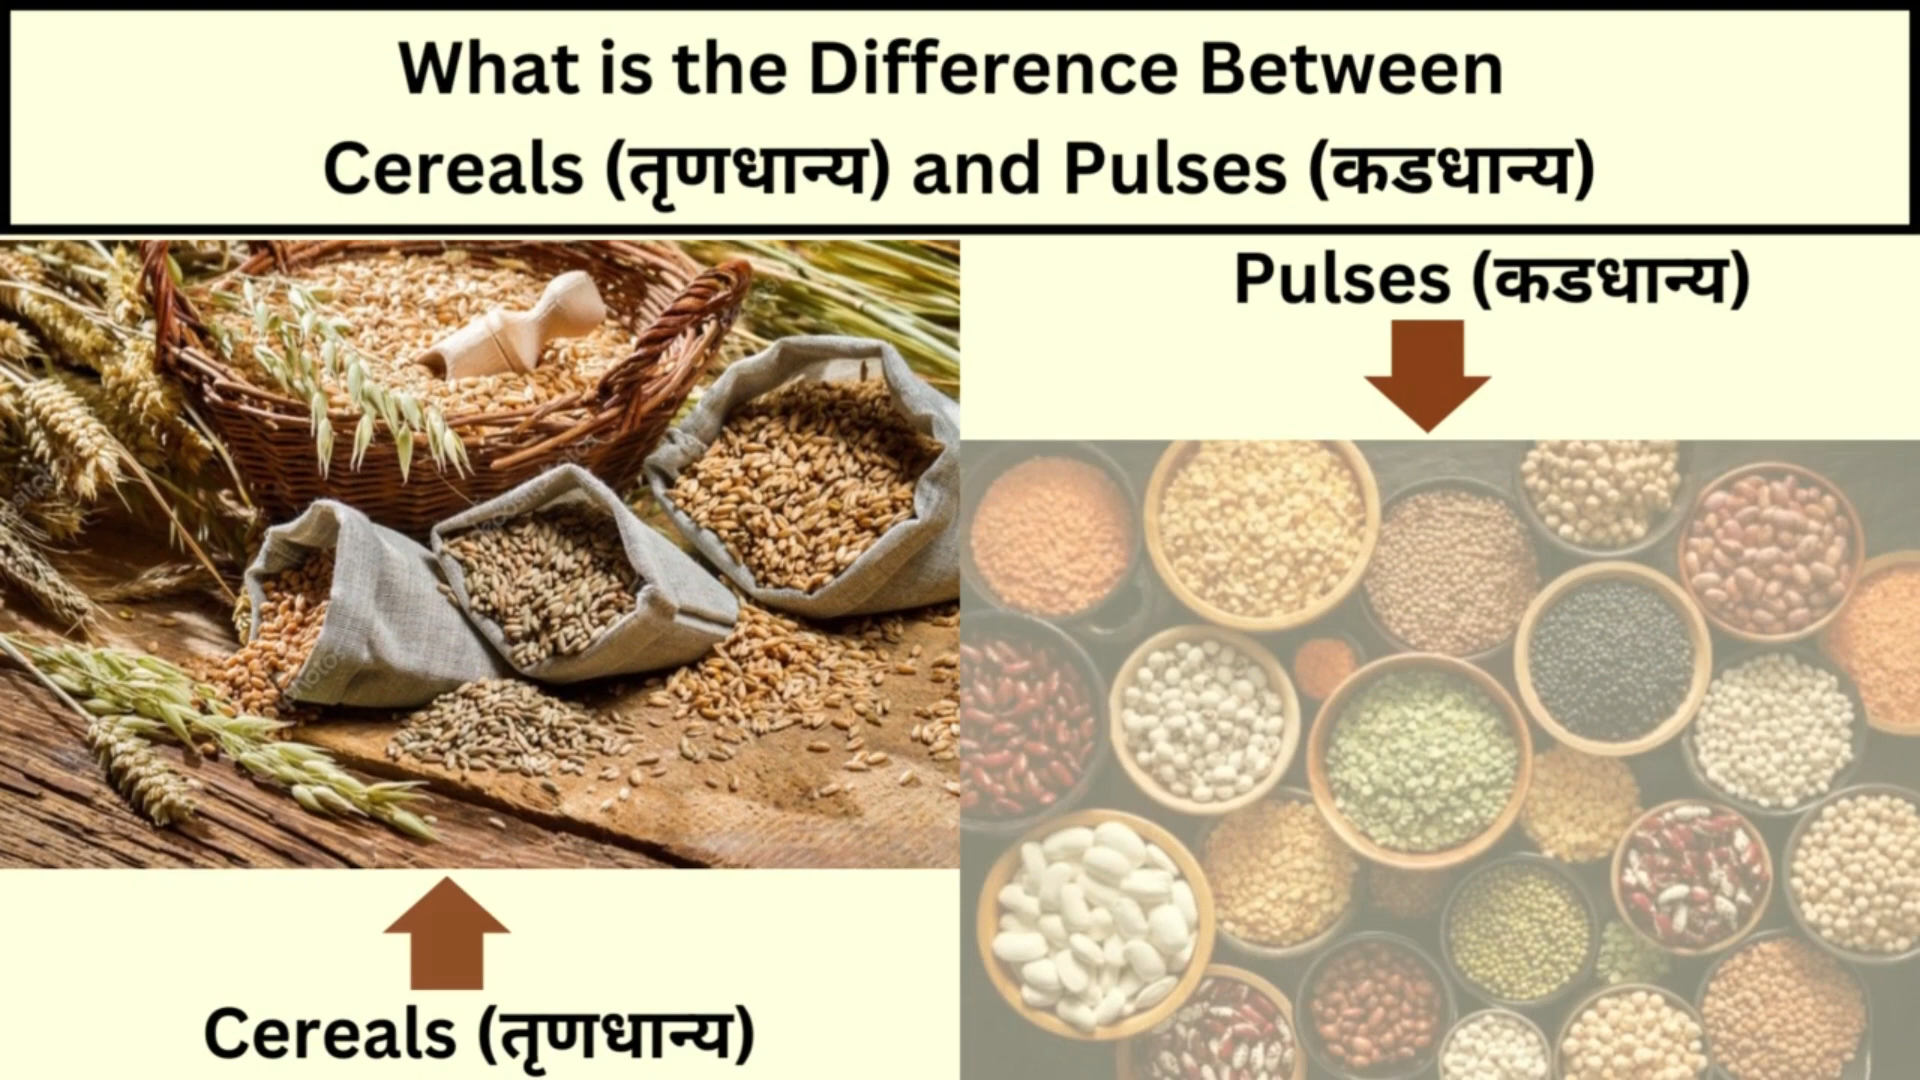 What is the Difference Between
Cereals (तृणधान्य) and Pulses (कडधान्य)
Pulses (कडधान्य)
Cereals (तृणधान्य)